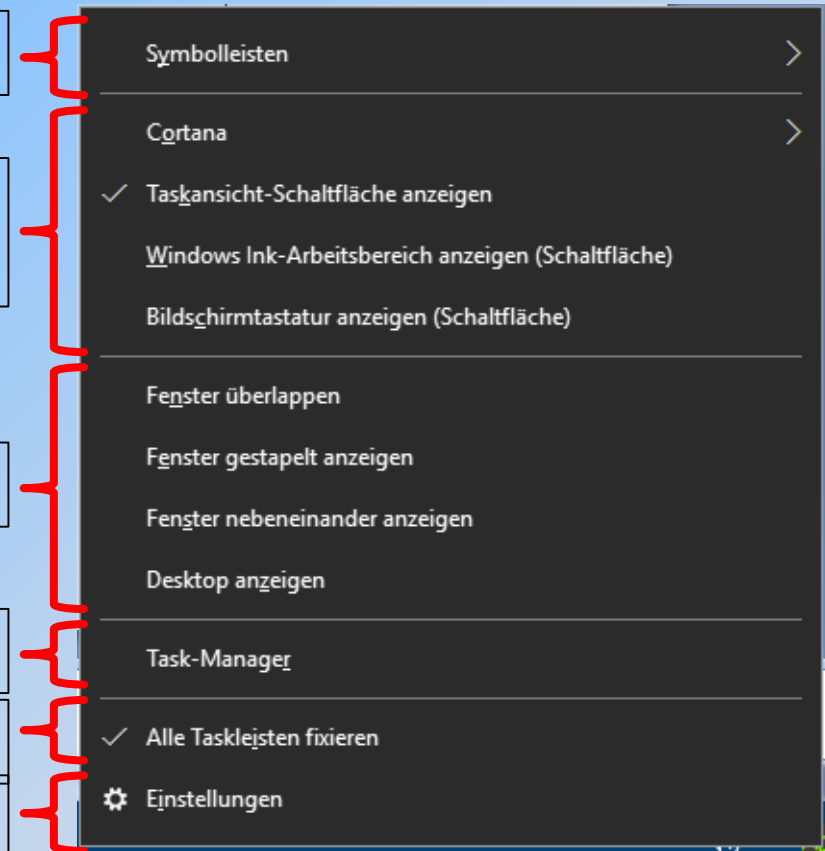 Symbolleisten
Cortana
Taskansicht-Schaltfläche anzeigen
Windows Ink-Arbeitsbereich anzeigen (Schaltfläche)
Bildschirmtastatur anzeigen (Schaltfläche)
Fenster überlappen
Fenster gestapelt anzeigen
Fenster nebeneinander anzeigen
Desktop anzeigen
Task-Manager
Alle Taskleisten fixieren
Einstellungen